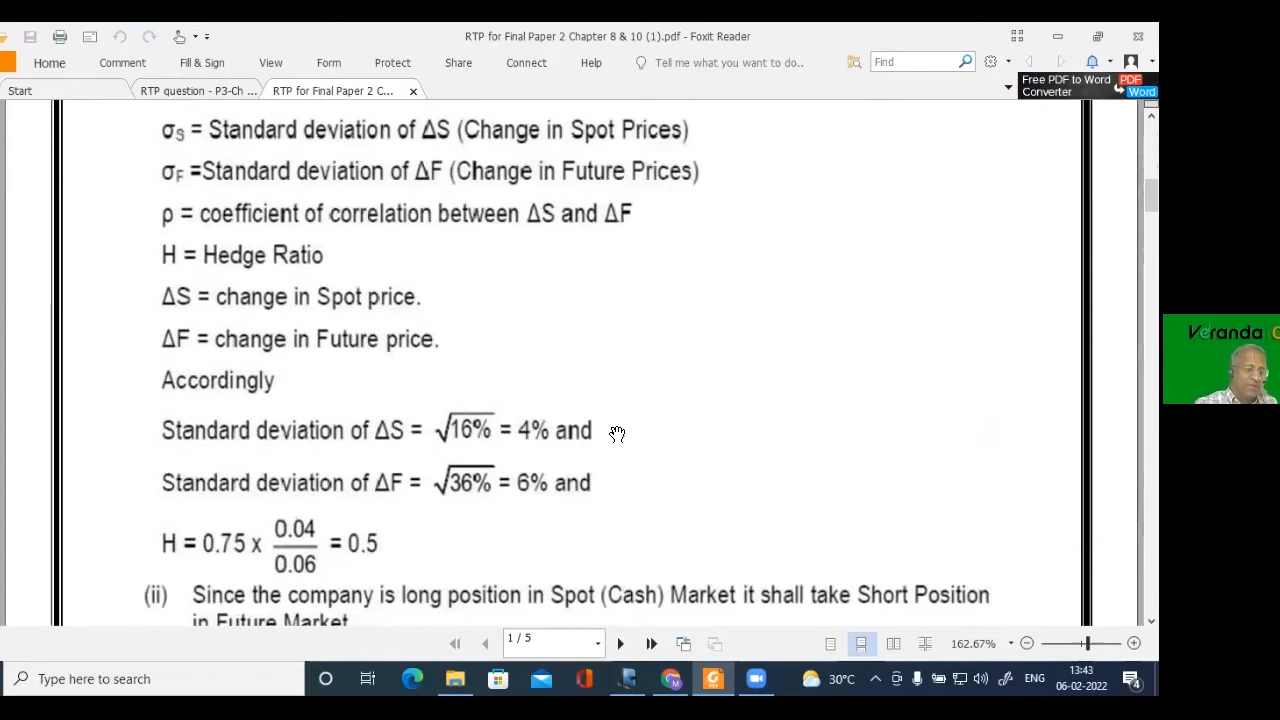 RTP for Final Paper 2 Chapter 8 & 10 (1).pdf - Foxit Reader
Home Comment Fill & Sign View Form Protect Share Connect Help Tell me what you want to do.. Find
Start RTP question - P3-Ch ... RTP for Final Paper 2 C... Free PDF to Word Converter PDF Word
σS = Standard deviation of ΔS (Change in Spot Prices)
σF =Standard deviation of ΔF (Change in Future Prices)
ρ = coefficient of correlation between ΔS and ΔF
H = Hedge Ratio
ΔS = change in Spot price.
ΔF = change in Future price.
Veranda
Accordingly
Standard deviation of ΔS = √16% = 4% and
Standard deviation of ΔF = √36% = 6% and
H = 0.75 x 0.04/0.06 = 0.5
(ii) Since the company is long position in Spot (Cash) Market it shall take Short Position
in Future Market
1 / 5 162.67%
Type here to search 30°C ENG 13:43
06-02-2022 4